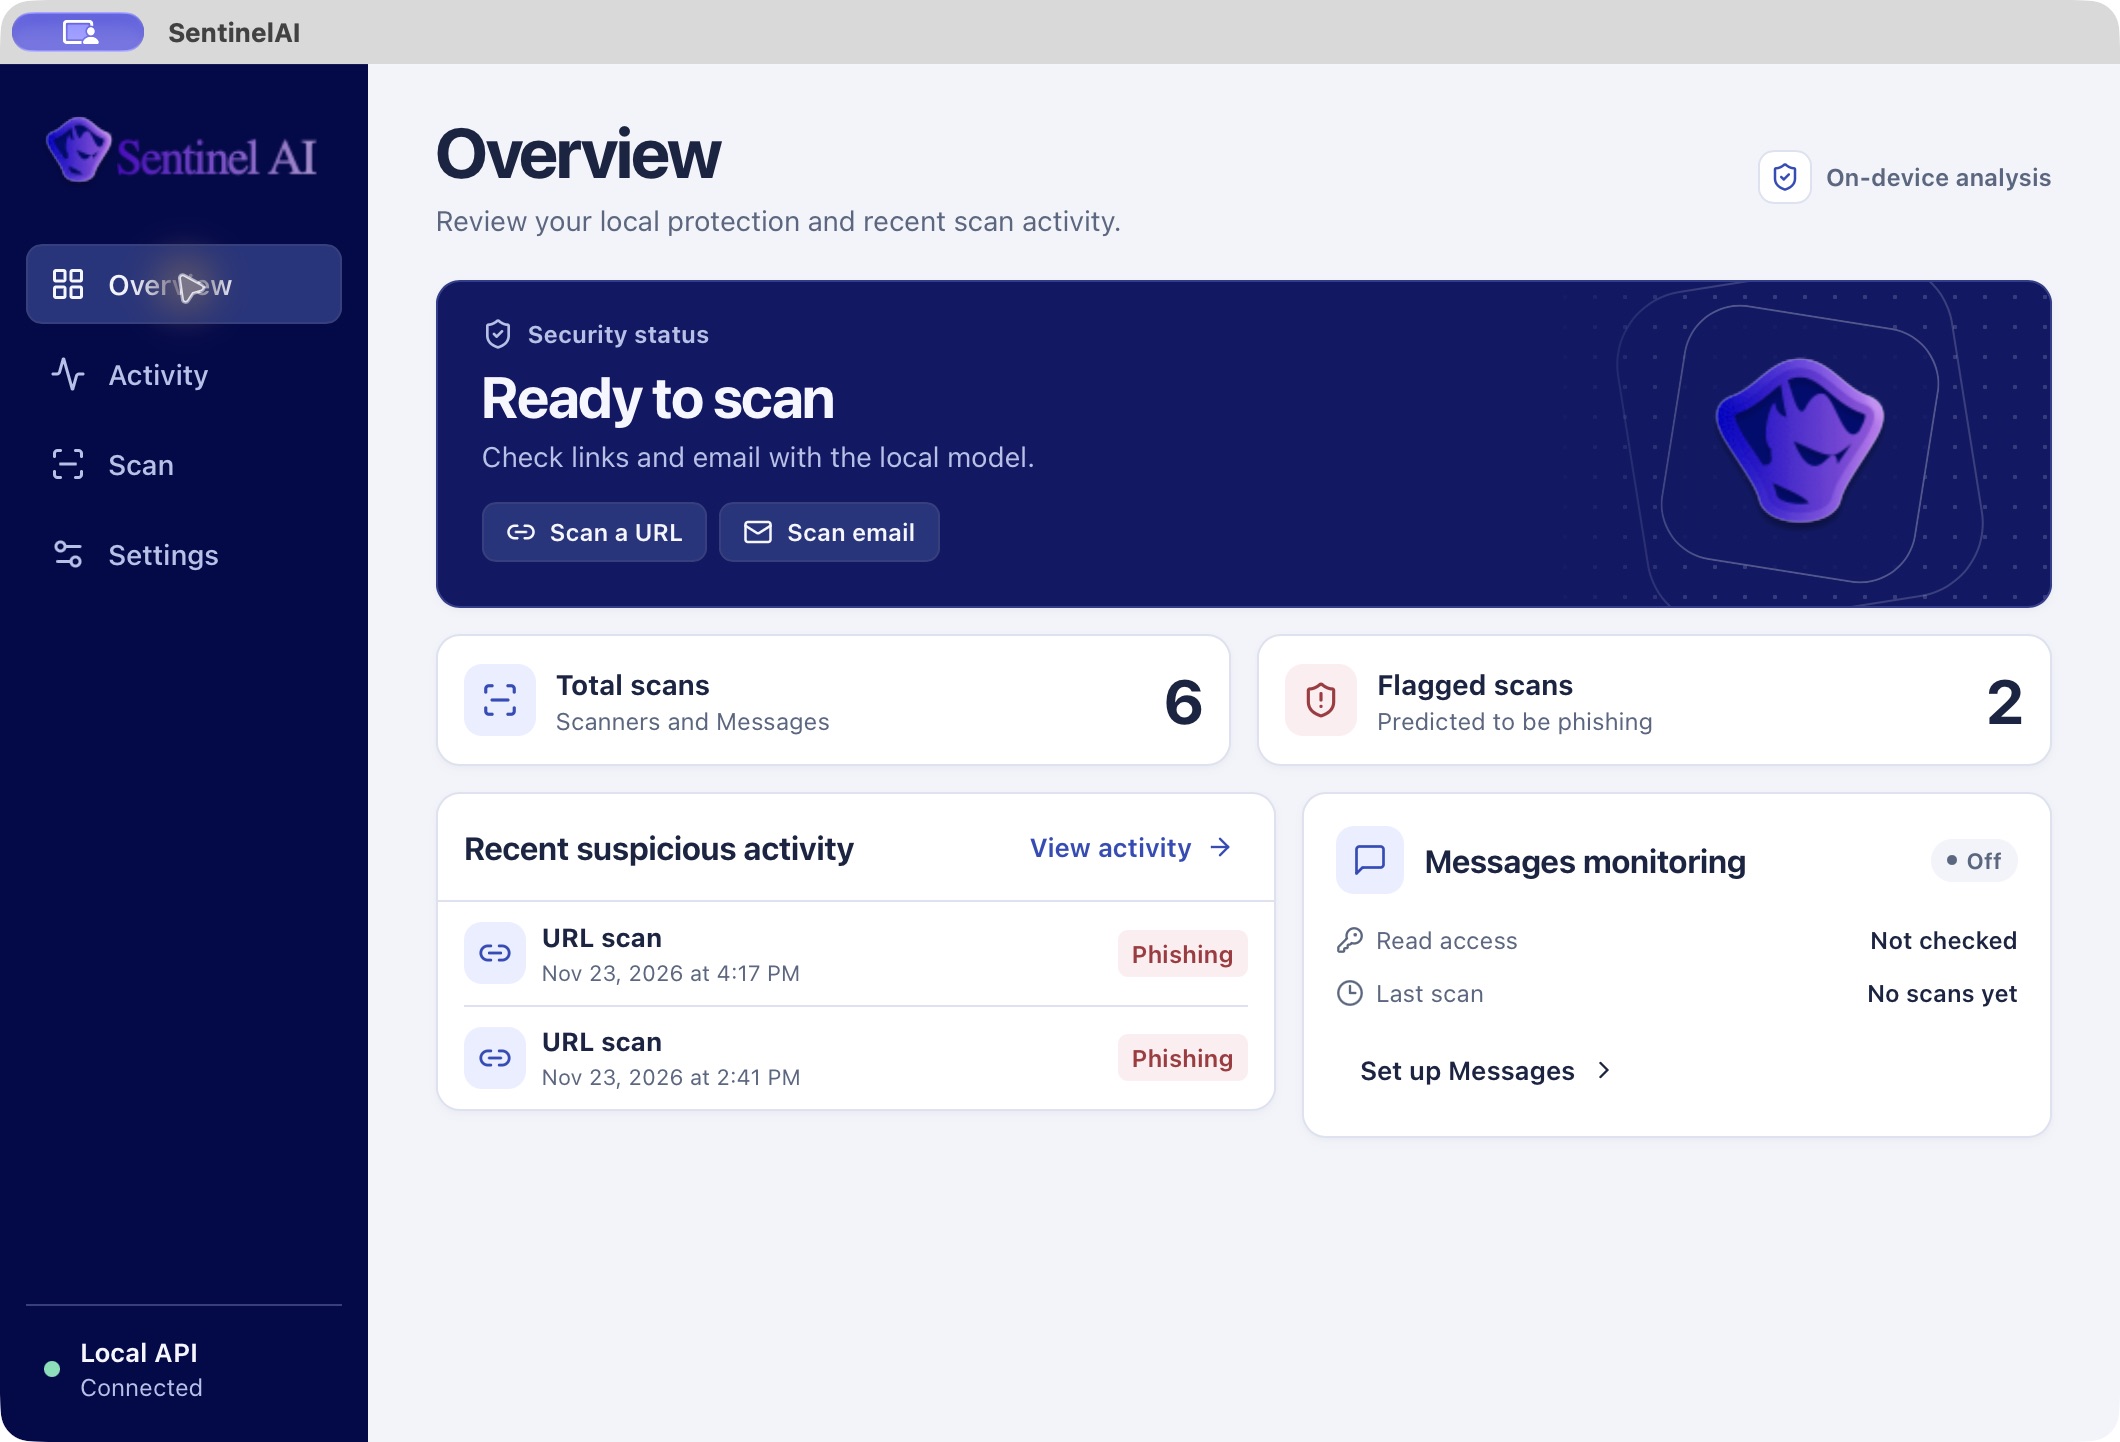 SentinelAI
Sentinel AI
Overview
Activity
Scan
Settings
Local API
Connected
Overview
Review your local protection and recent scan activity.
On-device analysis
Security status
Ready to scan
Check links and email with the local model.
Scan a URL
Scan email
Total scans
Scanners and Messages
6
Flagged scans
Predicted to be phishing
2
Recent suspicious activity
View activity
URL scan
Nov 23, 2026 at 4:17 PM
Phishing
URL scan
Nov 23, 2026 at 2:41 PM
Phishing
Messages monitoring
Off
Read access
Not checked
Last scan
No scans yet
Set up Messages